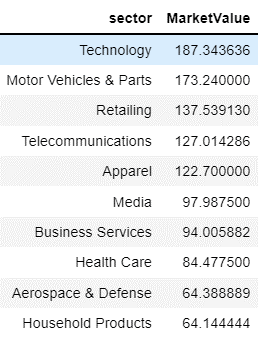 sector MarketValue
Technology 187.343636
Motor Vehicles & Parts 173.240000
Retailing 137.539130
Telecommunications 127.014286
Apparel 122.700000
Media 97.987500
Business Services 94.005882
Health Care 84.477500
Aerospace & Defense 64.388889
Household Products 64.144444